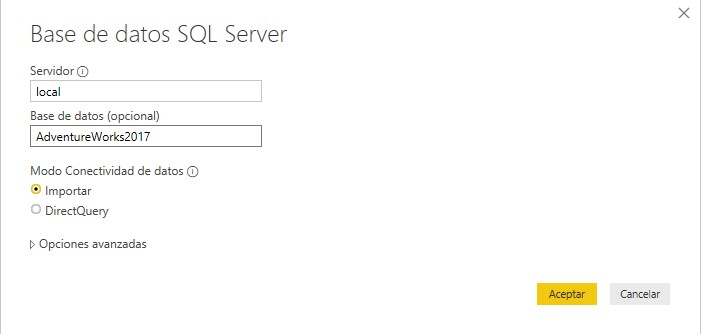 Base de datos SQL Server
Servidor
local
Base de datos (opcional)
AdventureWorks2017
Modo Conectividad de datos
Importar
DirectQuery
Opciones avanzadas
Aceptar
Cancelar